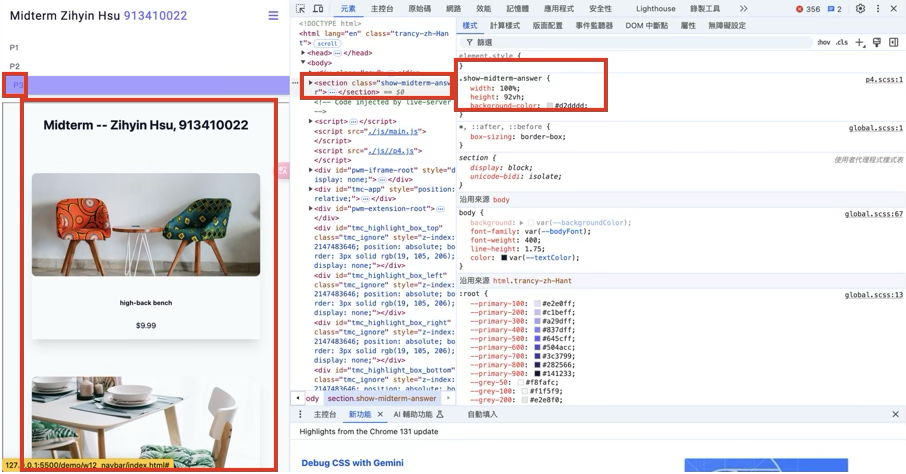 Midterm Zihyin Hsu 913410022
P1
P2
P3
Midterm -- Zihyin Hsu, 913410022
high-back bench
$9.99
127.0.0.1:5500/demo/w12_navbar/index.html#
元素 主控台 原始碼 網路 效能 記憶體 應用程式 安全性 Lighthouse 錄製工具 356 2
<!DOCTYPE html>
<html lang="en" class="trancy-zh-Han
t"> scroll
<head> </head>
<body>
<section class="show-midterm-answ
r"> </section> == $0
<!-- Code injected by live-server
-->
<script> </script>
<script src="./js/main.js">
</script>
<script src="./js//p4.js">
</script>
<div id="pwm-iframe-root" style="d
isplay: none;"> </div>
<div id="tmc-app" style="position:
relative;"> </div>
<div id="pwm-extension-root">
</div>
<div id="tmc_highlight_box_top"
class="tmc_ignore" style="z-index:
2147483646; position: absolute; bo
rder: 3px solid rgb(19, 105, 206);
display: none;"></div>
<div id="tmc_highlight_box_left"
class="tmc_ignore" style="z-index:
2147483646; position: absolute; bo
rder: 3px solid rgb(19, 105, 206);
display: none;"></div>
<div id="tmc_highlight_box_right"
class="tmc_ignore" style="z-index:
2147483646; position: absolute; bo
rder: 3px solid rgb(19, 105, 206);
display: none;"></div>
<div id="tmc_highlight_box_bottom"
class="tmc_ignore" style="z-index:
2147483646; position: absolute; bo
ody section.show-midterm-answer
樣式 計算樣式 版面配置 事件監聽器 DOM 中斷點 屬性 無障礙設定
篩選 :hov .cls
element.style {
}
.show-midterm-answer { p4.scss:1
width: 100%;
height: 92vh;
background-color: #d2dddd;
}
*, ::after, ::before { global.scss:1
box-sizing: border-box;
}
section { 使用者代理程式樣式表
display: block;
unicode-bidi: isolate;
}
沿用來源 body
body { global.scss:67
background: var(--backgroundColor);
font-family: var(--bodyFont);
font-weight: 400;
line-height: 1.75;
color: var(--textColor);
}
沿用來源 html.trancy-zh-Hant
:root { global.scss:13
--primary-100: #e2e0ff;
--primary-200: #c1beff;
--primary-300: #a29dff;
--primary-400: #837dff;
--primary-500: #645cff;
--primary-600: #504acc;
--primary-700: #3c3799;
--primary-800: #282566;
--primary-900: #141233;
--grey-50: #f8fafc;
--grey-100: #f1f5f9;
--grey-200: #e2e8f0;
主控台 新功能 AI 輔助功能 自動填入
Highlights from the Chrome 131 update
Debug CSS with Gemini